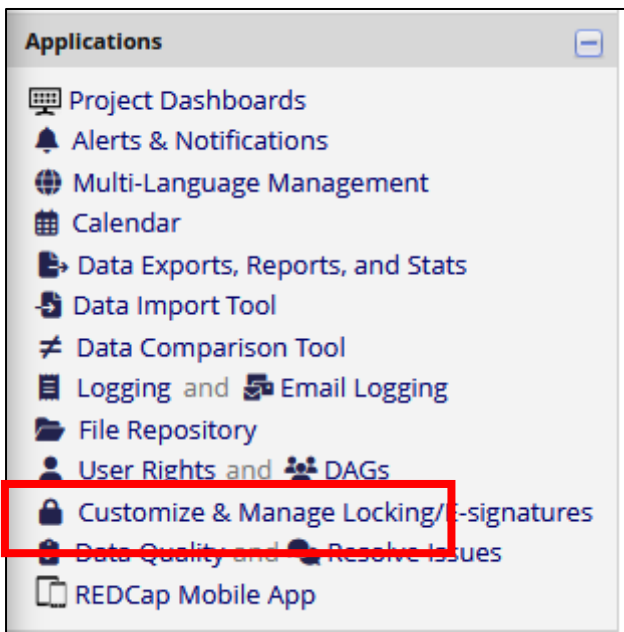 Applications
Project Dashboards
Alerts & Notifications
Multi-Language Management
Calendar
Data Exports, Reports, and Stats
Data Import Tool
Data Comparison Tool
Logging and Email Logging
File Repository
User Rights and DAGs
Customize & Manage Locking/E-signatures
Data Quality and Resolve Issues
REDCap Mobile App